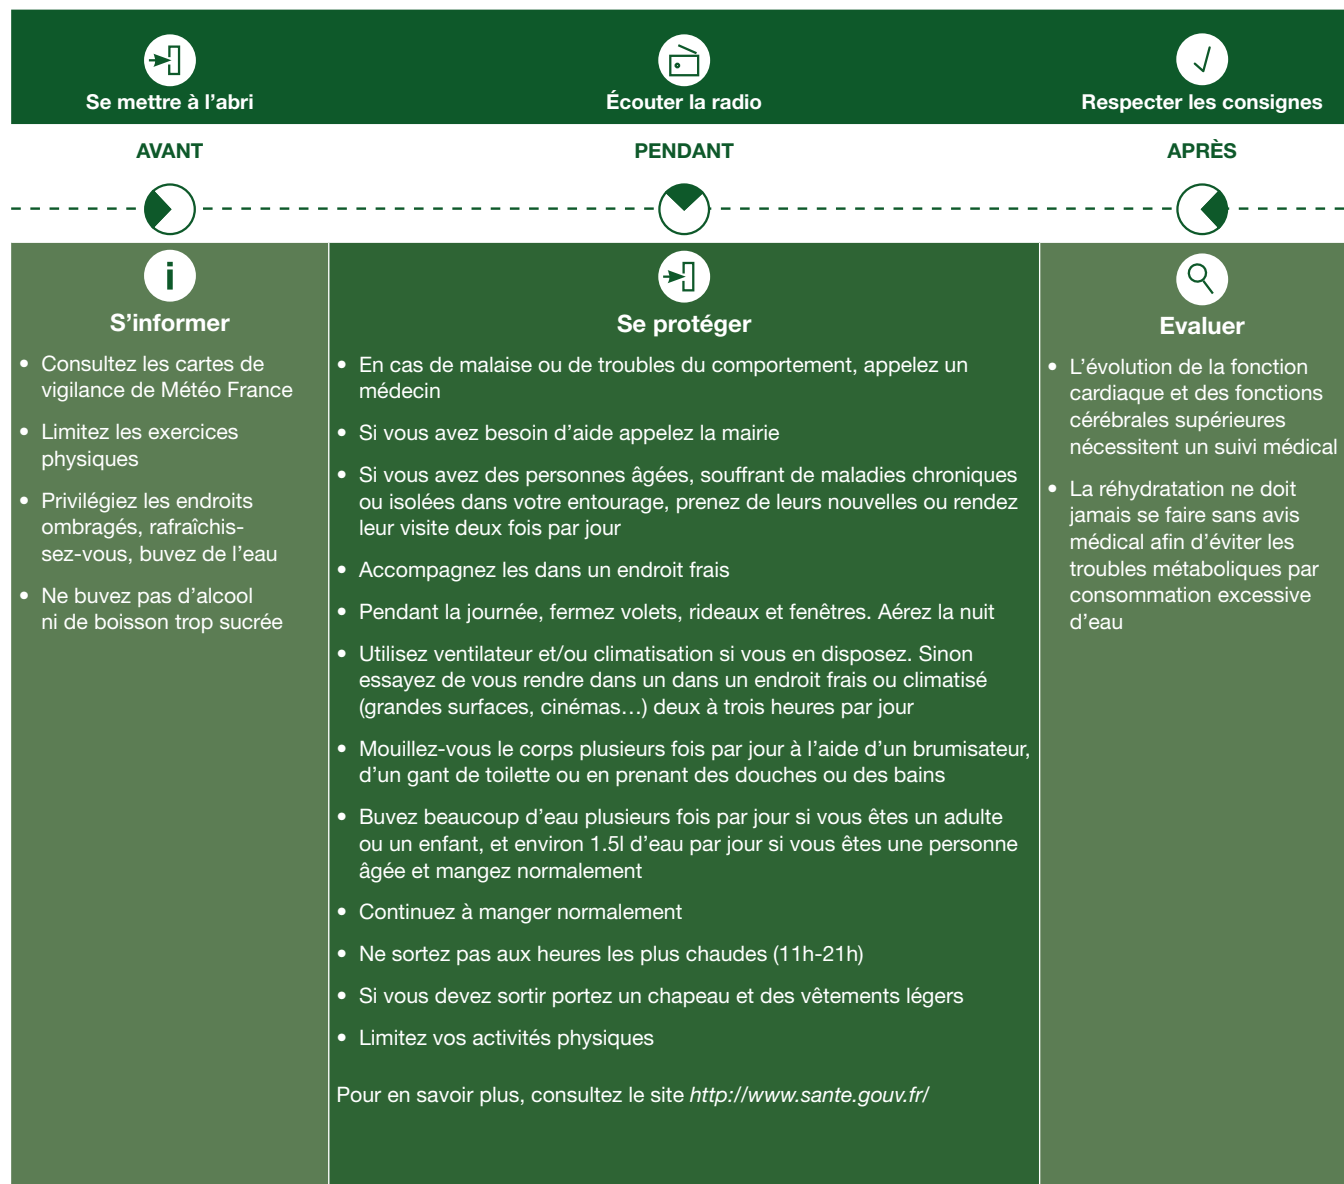 Se mettre à l'abri
Écouter la radio
Respecter les consignes
AVANT
PENDANT
APRÈS
i
S'informer
• Consultez les cartes de
vigilance de Météo France
• Limitez les exercices
physiques
• Privilégiez les endroits
ombragés, rafraîchis-
sez-vous, buvez de l'eau
• Ne buvez pas d'alcool
ni de boisson trop sucrée
Se protéger
• En cas de malaise ou de troubles du comportement, appelez un
médecin
• Si vous avez besoin d'aide appelez la mairie
• Si vous avez des personnes âgées, souffrant de maladies chroniques
ou isolées dans votre entourage, prenez de leurs nouvelles ou rendez
leur visite deux fois par jour
• Accompagnez les dans un endroit frais
• Pendant la journée, fermez volets, rideaux et fenêtres. Aérez la nuit
• Utilisez ventilateur et/ou climatisation si vous en disposez. Sinon
essayez de vous rendre dans un dans un endroit frais ou climatisé
(grandes surfaces, cinémas…) deux à trois heures par jour
• Mouillez-vous le corps plusieurs fois par jour à l'aide d'un brumisateur,
d'un gant de toilette ou en prenant des douches ou des bains
• Buvez beaucoup d'eau plusieurs fois par jour si vous êtes un adulte
ou un enfant, et environ 1.5l d'eau par jour si vous êtes une personne
âgée et mangez normalement
• Continuez à manger normalement
• Ne sortez pas aux heures les plus chaudes (11h-21h)
• Si vous devez sortir portez un chapeau et des vêtements légers
• Limitez vos activités physiques
Pour en savoir plus, consultez le site http://www.sante.gouv.fr/
Evaluer
• L'évolution de la fonction
cardiaque et des fonctions
cérébrales supérieures
nécessitent un suivi médical
• La réhydratation ne doit
jamais se faire sans avis
médical afin d'éviter les
troubles métaboliques par
consommation excessive
d'eau